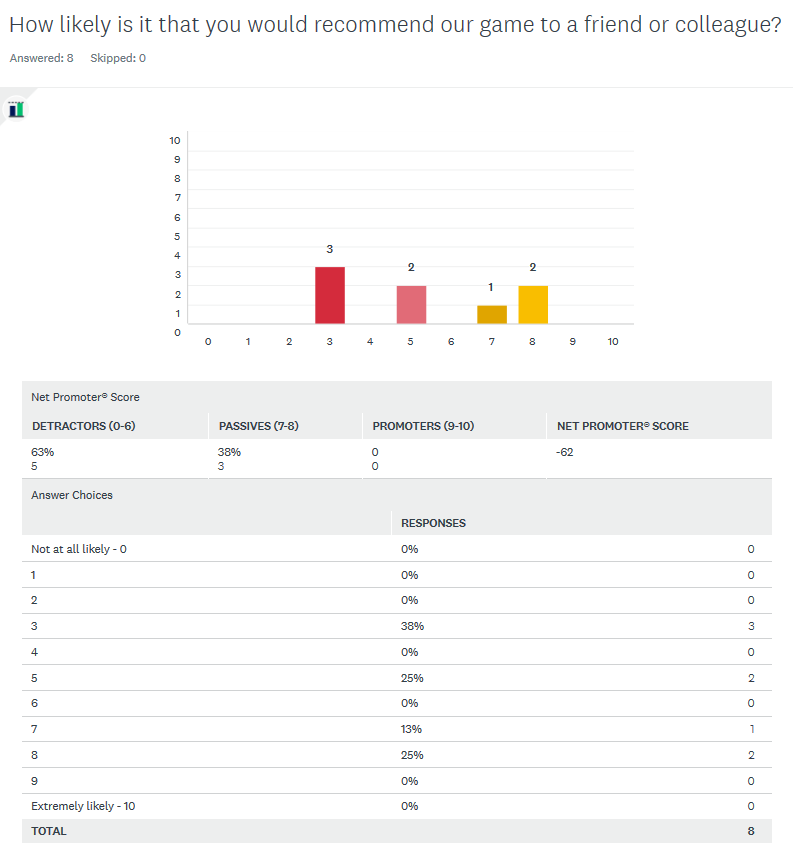 How likely is it that you would recommend our game to a friend or colleague?
Answered: 8 Skipped: 0
10
9
8
7
6
5
4
3
2
1
0
3
2
1
2
0 1 2 3 4 5 6 7 8 9 10
Net Promoter® Score
DETRACTORS (0-6) PASSIVES (7-8) PROMOTERS (9-10) NET PROMOTER® SCORE
63% 38% 0 -62
5 3 0
Answer Choices
RESPONSES
Not at all likely - 0 0% 0
1 0% 0
2 0% 0
3 38% 3
4 0% 0
5 25% 2
6 0% 0
7 13% 1
8 25% 2
9 0% 0
Extremely likely - 10 0% 0
TOTAL 8